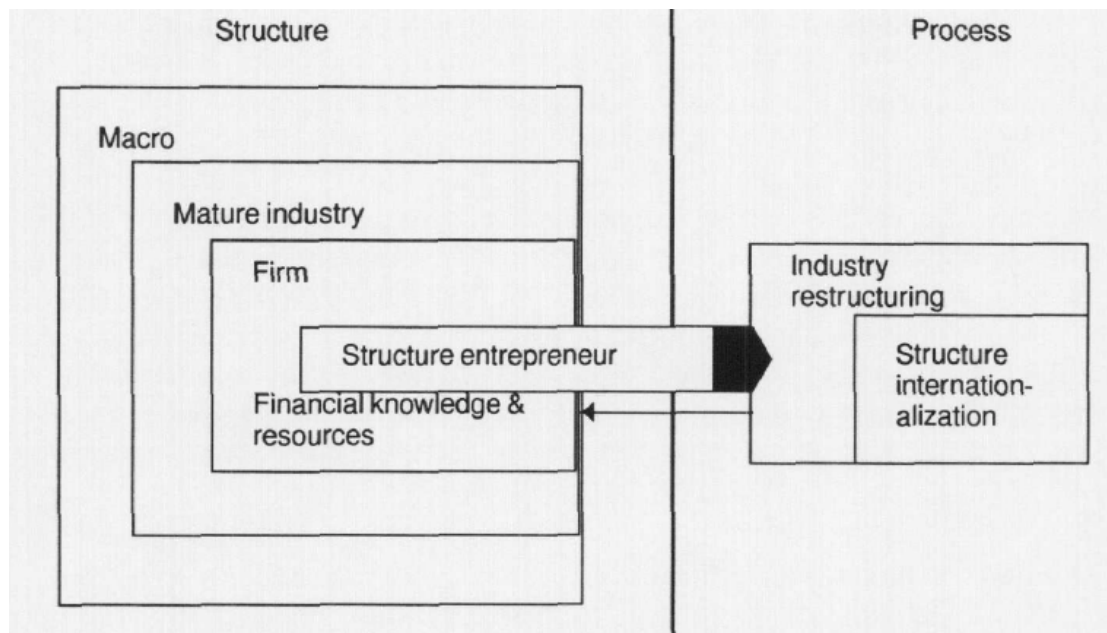 Structure
Process
Macro
Mature industry
Firm
Industry
restructuring
Structure entrepreneur
Structure
internation-
alization
Financial knowledge &
resources